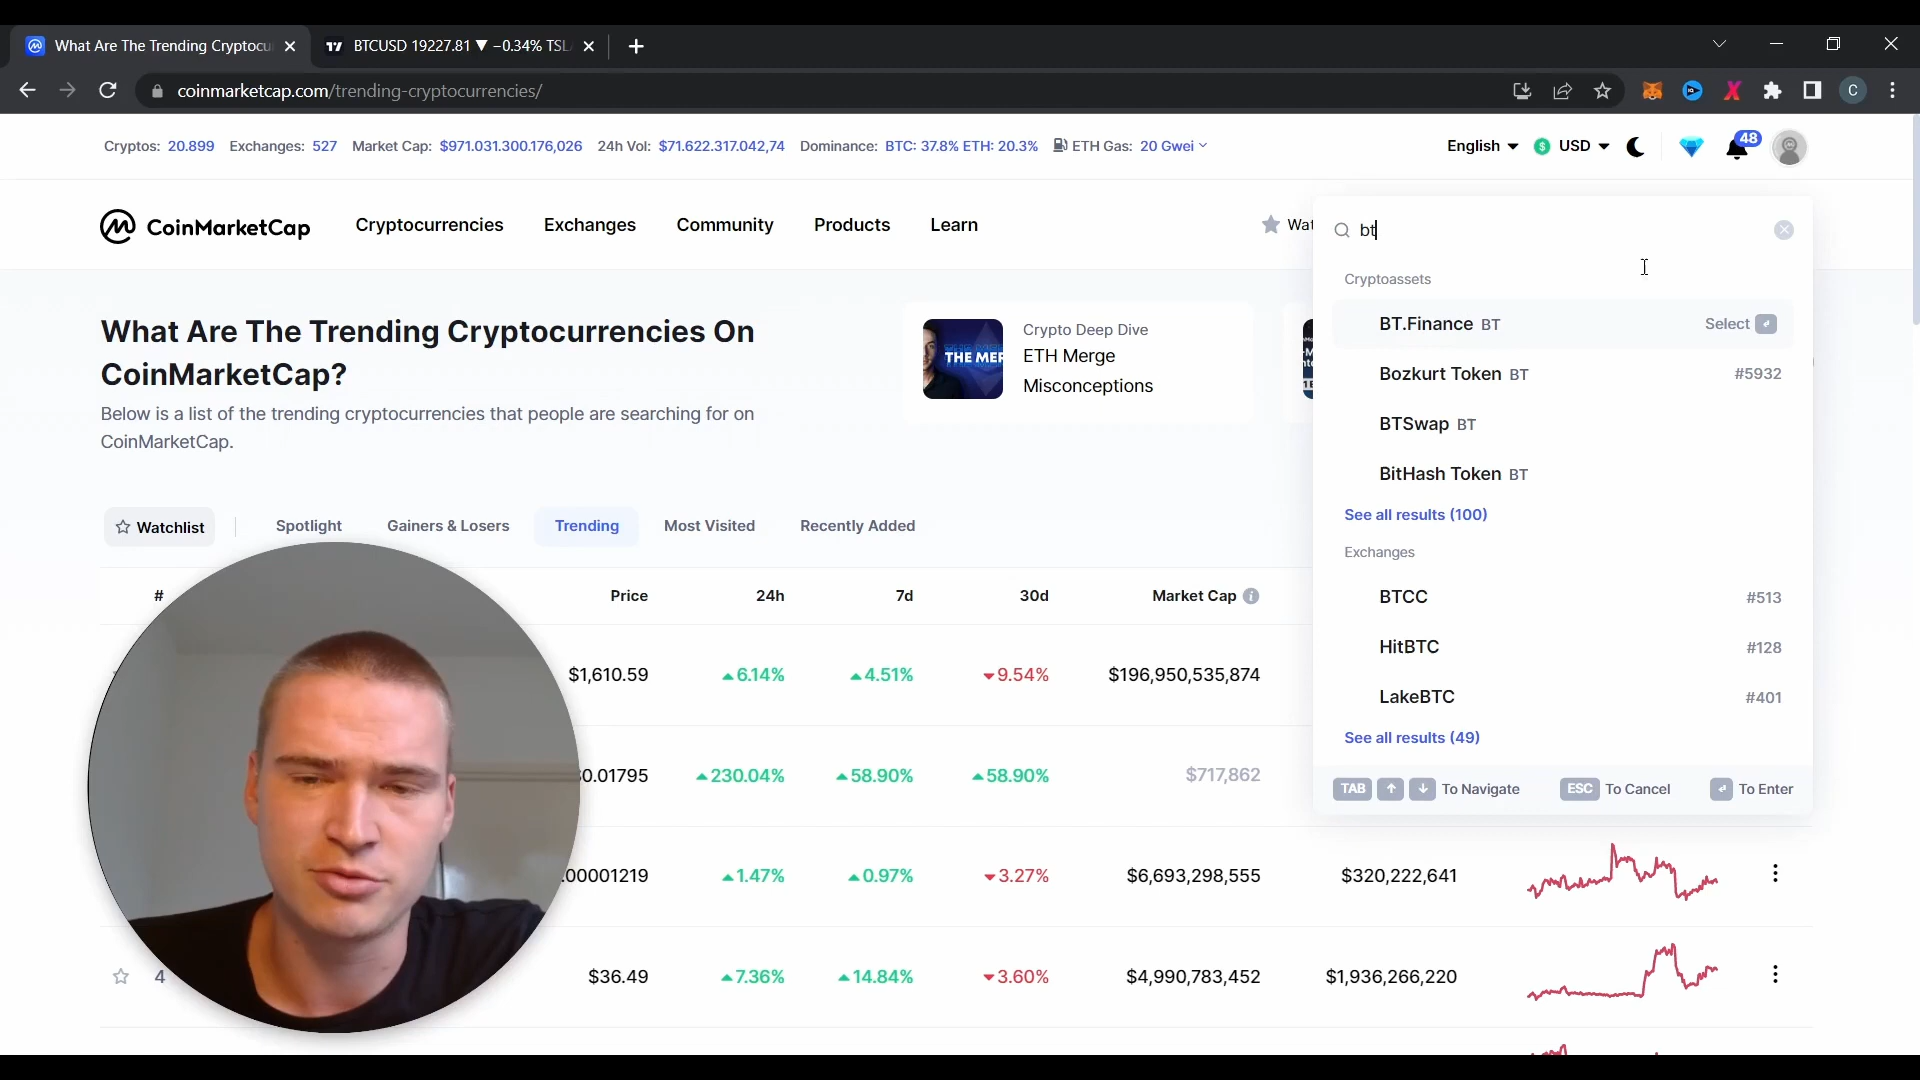 What Are The Trending Cryptocu
BTCUSD 19227.81 ▼ −0.34% TSL
coinmarketcap.com/trending-cryptocurrencies/
C
Cryptos: 20.899 Exchanges: 527 Market Cap: $971.031.300.176,026 24h Vol: $71.622.317.042,74 Dominance: BTC: 37.8% ETH: 20.3% ETH Gas: 20 Gwei
English
USD
48
CoinMarketCap
Cryptocurrencies
Exchanges
Community
Products
Learn
Wat
bt
Cryptoassets
BT.Finance BT
Select
Bozkurt Token BT
#5932
BTSwap BT
BitHash Token BT
See all results (100)
Exchanges
BTCC
#513
HitBTC
#128
LakeBTC
#401
See all results (49)
TAB ↑ ↓ To Navigate
ESC To Cancel
To Enter
What Are The Trending Cryptocurrencies On
CoinMarketCap?
Below is a list of the trending cryptocurrencies that people are searching for on
CoinMarketCap.
THE MER
Crypto Deep Dive
ETH Merge
Misconceptions
Watchlist
Spotlight
Gainers & Losers
Trending
Most Visited
Recently Added
# Price 24h 7d 30d Market Cap
$1,610.59 6.14% 4.51% 9.54% $196,950,535,874
0.01795 230.04% 58.90% 58.90% $717,862
.00001219 1.47% 0.97% 3.27% $6,693,298,555 $320,222,641
4 $36.49 7.36% 14.84% 3.60% $4,990,783,452 $1,936,266,220